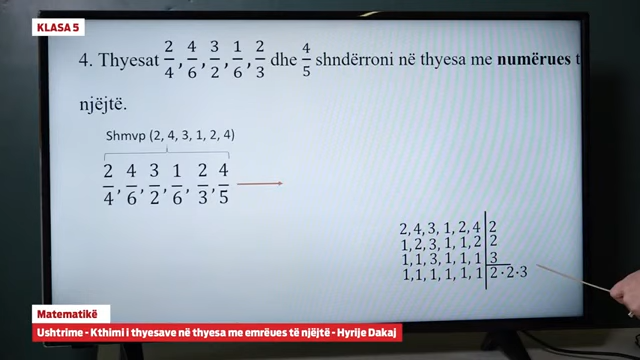 KLASA 5
4. Thyesat 2/4, 4/6, 3/2, 1/6, 2/3 dhe 4/5 shndërroni në thyesa me numërues t
njëjtë.
Shmvp (2, 4, 3, 1, 2, 4)
2/4, 4/6, 3/2, 1/6, 2/3, 4/5
2, 4, 3, 1, 2, 4 | 2
1, 2, 3, 1, 1, 2 | 2
1, 1, 3, 1, 1, 1 | 3
1, 1, 1, 1, 1, 1 | 2·2·3
Matematikë
Ushtrime - Kthimi i thyesave në thyesa me emrëues të njëjtë - Hyrije Dakaj